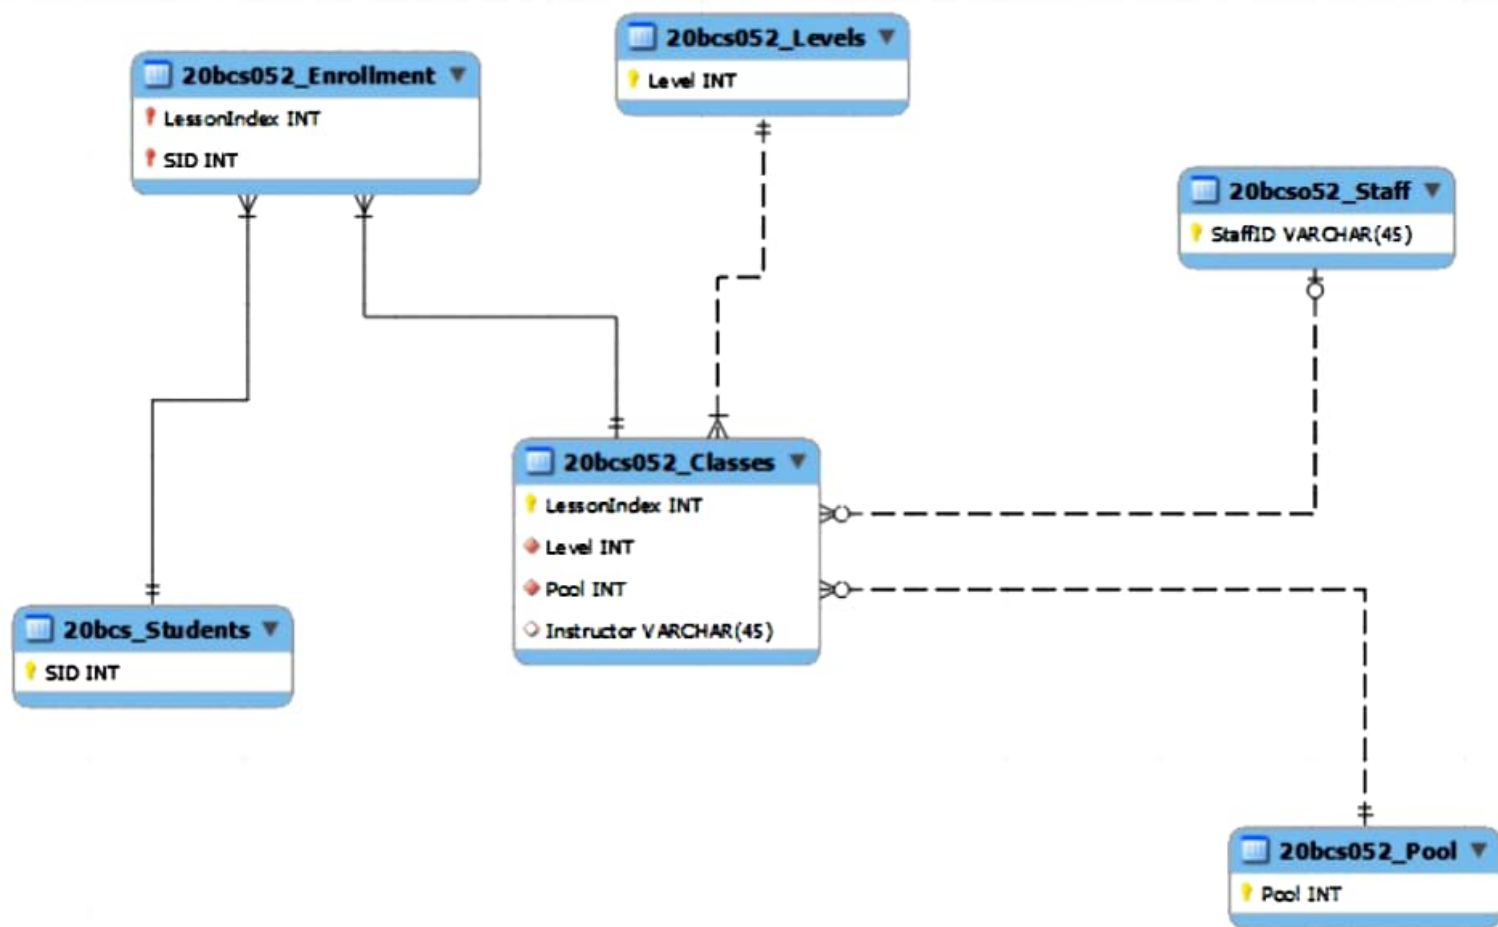 20bcs052_Levels
Level INT
20bcs052_Enrollment
LessonIndex INT
SID INT
20bcso52_Staff
StaffID VARCHAR(45)
20bcs052_Classes
LessonIndex INT
Level INT
Pool INT
Instructor VARCHAR(45)
20bcs_Students
SID INT
20bcs052_Pool
Pool INT